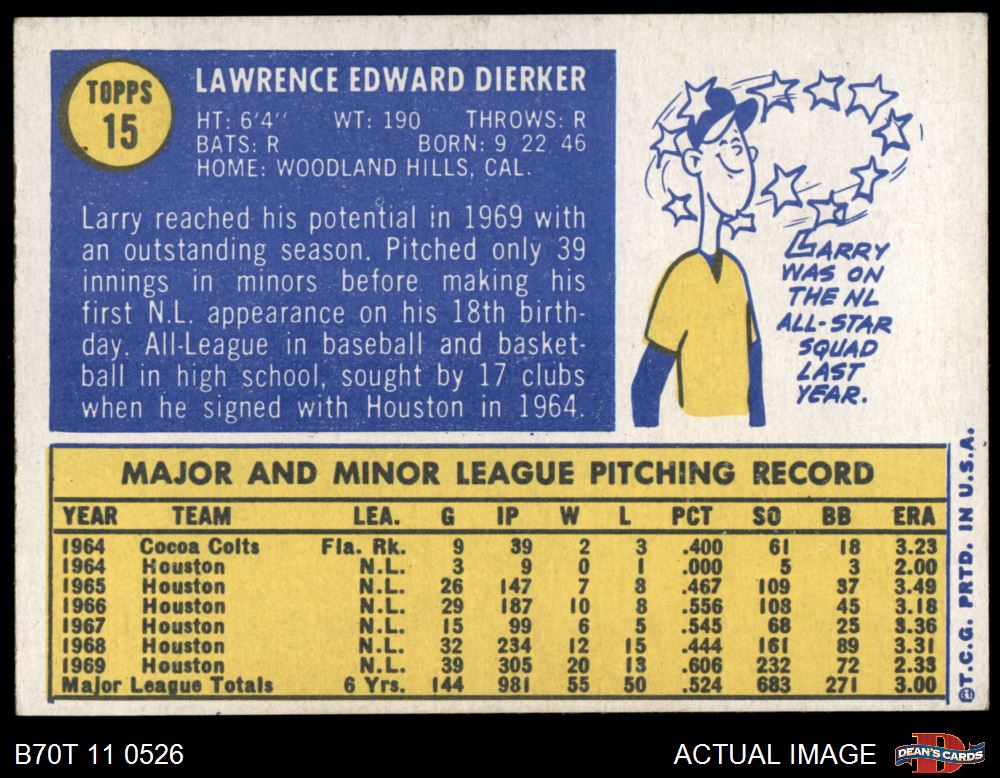 TOPPS
15
LAWRENCE EDWARD DIERKER
HT: 6'4" WT: 190 THROWS: R
BATS: R BORN: 9 22 46
HOME: WOODLAND HILLS, CAL.
Larry reached his potential in 1969 with
an outstanding season. Pitched only 39
innings in minors before making his
first N.L. appearance on his 18th birth-
day. All-League in baseball and basket-
ball in high school, sought by 17 clubs
when he signed with Houston in 1964.
LARRY
WAS ON
THE NL
ALL-STAR
SQUAD
LAST
YEAR.
MAJOR AND MINOR LEAGUE PITCHING RECORD
YEAR TEAM LEA. G IP W L PCT SO BB ERA
1964 Cocoa Colts Fla. Rk. 9 39 2 3 .400 61 18 3.23
1964 Houston N.L. 3 9 0 1 .000 5 3 2.00
1965 Houston N.L. 26 147 7 8 .467 109 37 3.49
1966 Houston N.L. 29 187 10 8 .556 108 45 3.18
1967 Houston N.L. 15 99 6 5 .545 68 25 3.36
1968 Houston N.L. 32 234 12 15 .444 161 89 3.31
1969 Houston N.L. 39 305 20 13 .606 232 72 2.33
Major League Totals 6 Yrs. 144 981 55 50 .524 683 271 3.00
©T.C.G. PRTD. IN U.S.A.
B70T 11 0526
ACTUAL IMAGE
DEAN'S CARDS